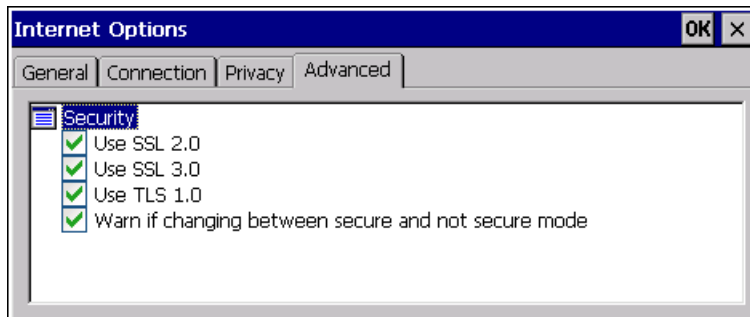 Internet Options OK ×
General Connection Privacy Advanced
Security
Use SSL 2.0
Use SSL 3.0
Use TLS 1.0
Warn if changing between secure and not secure mode